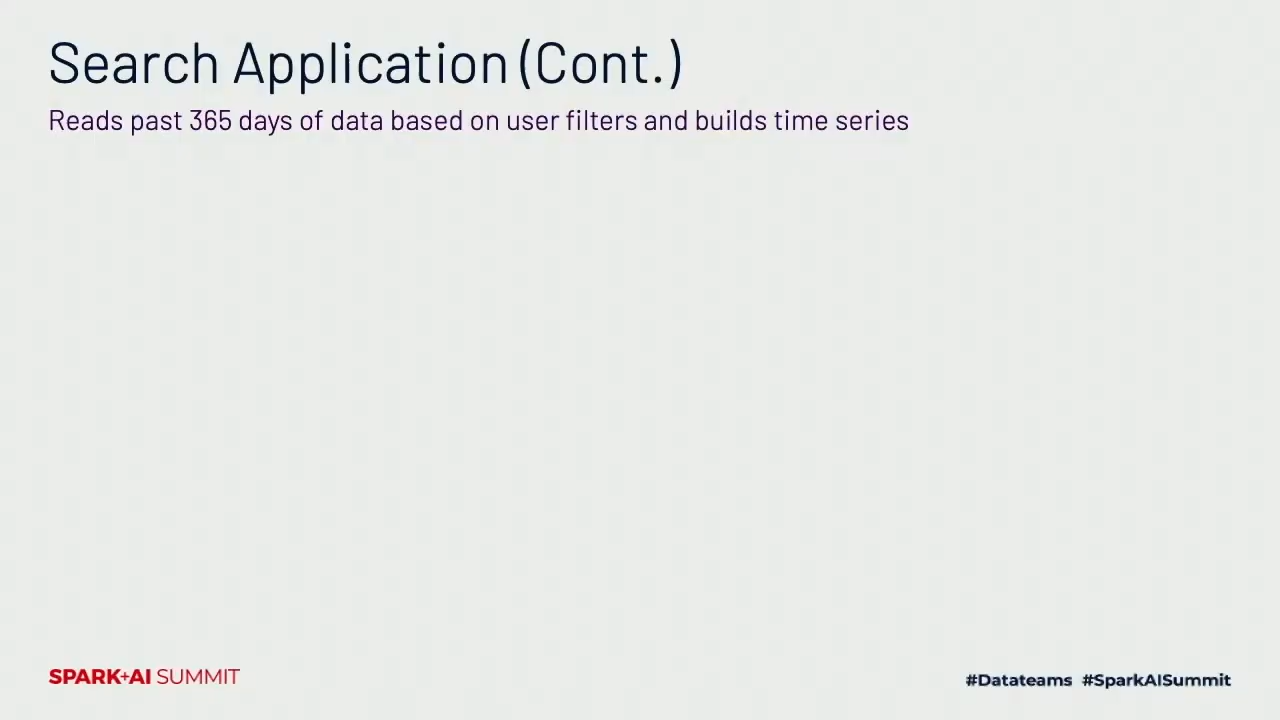 Search Application (Cont.)
Reads past 365 days of data based on user filters and builds time series
SPARK+AI SUMMIT
#Datateams #SparkAISummit